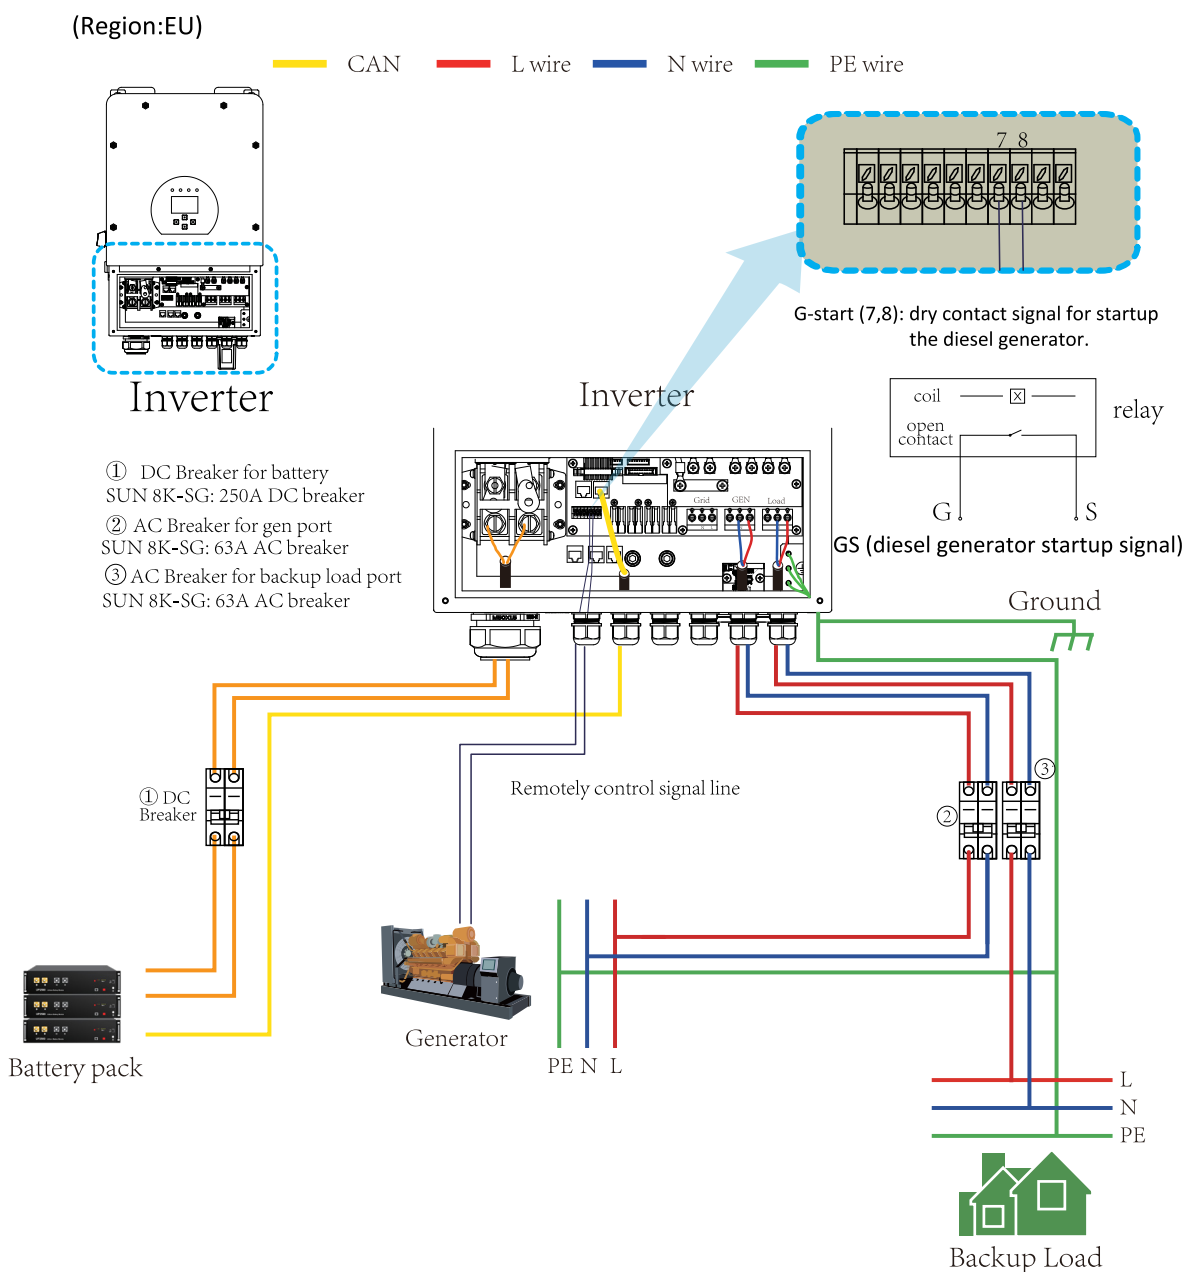 (Region:EU)
CAN
L wire
N wire
PE wire
7 8
G-start (7,8): dry contact signal for startup
the diesel generator.
Inverter
Inverter
coil
relay
open
contact
G
S
GS (diesel generator startup signal)
① DC Breaker for battery
SUN 8K-SG: 250A DC breaker
② AC Breaker for gen port
SUN 8K-SG: 63A AC breaker
③ AC Breaker for backup load port
SUN 8K-SG: 63A AC breaker
Grid
GEN
Load
Ground
① DC
Breaker
Remotely control signal line
②
③
Generator
Battery pack
PE N L
L
N
PE
Backup Load